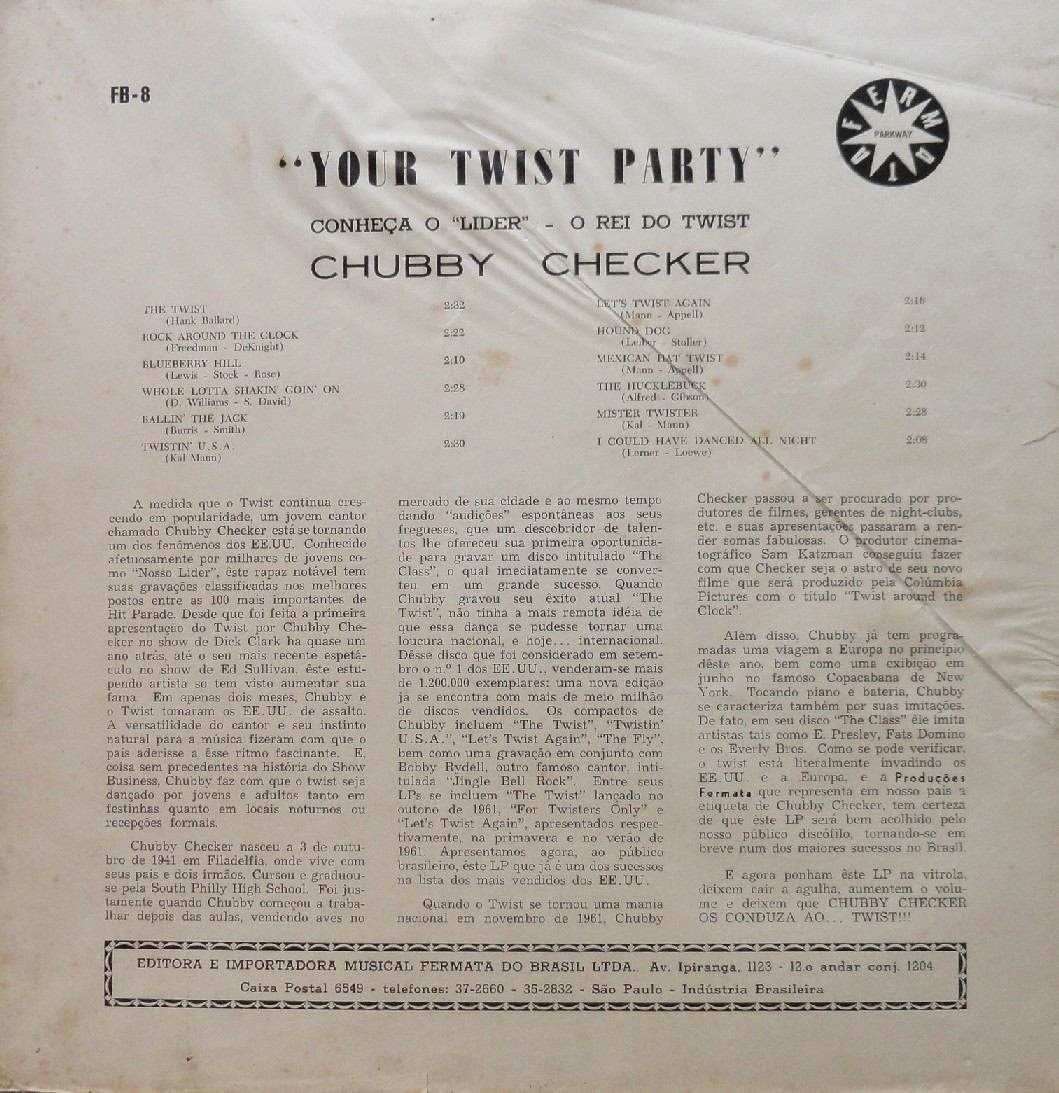 FB-8
FERMATA
PARKWAY
"YOUR TWIST PARTY"
CONHEÇA O "LIDER" - O REI DO TWIST
CHUBBY CHECKER
THE TWIST 2:32
(Hank Ballard)
ROCK AROUND THE CLOCK 2:22
(Freedman - DeKnight)
BLUEBERRY HILL 2:10
(Lewis - Stock - Rose)
WHOLE LOTTA SHAKIN' GOIN' ON 2:28
(D. Williams - S. David)
BALLIN' THE JACK 2:19
(Burris - Smith)
TWISTIN' U.S.A. 2:30
(Kal Mann)
LET'S TWIST AGAIN 2:16
(Mann - Appell)
HOUND DOG 2:12
(Leiber - Stoller)
MEXICAN HAT TWIST 2:14
(Mann - Appell)
THE HUCKLEBUCK 2:30
(Alfred - Gibson)
MISTER TWISTER 2:28
(Kal - Mann)
I COULD HAVE DANCED ALL NIGHT 2:08
(Lerner - Loewe)
A medida que o Twist continua cres-
cendo em popularidade, um jovem cantor
chamado Chubby Checker está se tornando
um dos fenômenos dos EE.UU. Conhecido
afetuosamente por milhares de jovens co-
mo "Nosso Lider", êste rapaz notável tem
suas gravações classificadas nos melhores
postos entre as 100 mais importantes de
Hit Parade. Desde que foi feita a primeira
apresentação do Twist por Chubby Che-
cker no show de Dick Clark ha quase um
ano atrás, até o seu mais recente espetá-
culo no show de Ed Sullivan, êste estu-
pendo artista so tem visto aumentar sua
fama. Em apenas dois meses, Chubby e
o Twist tomaram os EE.UU. de assalto.
A versatilidade do cantor e seu instinto
natural para a música fizeram com que o
pais aderisse a êsse ritmo fascinante. E,
coisa sem precedentes na história do Show
Business, Chubby faz com que o twist seja
dançado por jovens e adultos tanto em
festinhas quanto em locais noturnos ou
recepções formais.
Chubby Checker nasceu a 3 de outu-
bro de 1941 em Filadelfia, onde vive com
seus pais e dois irmãos. Cursou e graduou-
se pela South Philly High School. Foi jus-
tamente quando Chubby começou a traba-
lhar depois das aulas, vendendo aves no
mercado de sua cidade e ao mesmo tempo
dando "audições" espontâneas aos seus
fregueses, que um descobridor de talen-
tos lhe ofereceu sua primeira oportunida-
de para gravar um disco intitulado "The
Class", o qual imediatamente se conver-
teu em um grande sucesso. Quando
Chubby gravou seu êxito atual "The
Twist", não tinha a mais remota idéia de
que essa dança se pudesse tornar uma
loucura nacional, e hoje... internacional.
Dêsse disco que foi considerado em setem-
bro o n.º 1 dos EE.UU., venderam-se mais
de 1.200.000 exemplares: uma nova edição
já se encontra com mais de meio milhão
de discos vendidos. Os compactos de
Chubby incluem "The Twist", "Twistin'
U.S.A.", "Let's Twist Again", "The Fly",
bem como uma gravação em conjunto com
Bobby Rydell, outro famoso cantor, inti-
tulada "Jingle Bell Rock". Entre seus
LPs se incluem "The Twist" lançado no
outono de 1961, "For Twisters Only" e
"Let's Twist Again", apresentados respec-
tivamente, na primavera e no verão de
1961. Apresentamos agora, ao público
brasileiro, êste LP que já é um dos sucessos
na lista dos mais vendidos dos EE.UU.
Quando o Twist se tornou uma mania
nacional em novembro de 1961, Chubby
Checker passou a ser procurado por pro-
dutores de filmes, gerentes de night-clubs,
etc. e suas apresentações passaram a ren-
der somas fabulosas. O produtor cinema-
tográfico Sam Katzman conseguiu fazer
com que Checker seja o astro de seu novo
filme que será produzido pela Colúmbia
Pictures com o título "Twist around the
Clock".
Além disso, Chubby já tem progra-
madas uma viagem a Europa no principio
dêste ano, bem como uma exibição em
junho no famoso Copacabana de New
York. Tocando piano e bateria, Chubby
se caracteriza também por suas imitações.
De fato, em seu disco "The Class" êle imita
artistas tais como E. Presley, Fats Domino
e os Everly Bros. Como se pode verificar,
o twist está literalmente invadindo os
EE.UU. e a Europa, e a Produções
Fermata que representa em nosso pais a
etiqueta de Chubby Checker, tem certeza
de que êste LP será bem acolhido pelo
nosso público discófilo, tornando-se em
breve num dos maiores sucessos no Brasil.
E agora ponham êste LP na vitrola,
deixem cair a agulha, aumentem o volu-
me e deixem que CHUBBY CHECKER
OS CONDUZA AO... TWIST!!!
EDITORA E IMPORTADORA MUSICAL FERMATA DO BRASIL LTDA., Av. Ipiranga, 1123 - 12.o andar conj. 1204
Caixa Postal 6549 - telefones: 37-2660 - 35-2832 - São Paulo - Indústria Brasileira